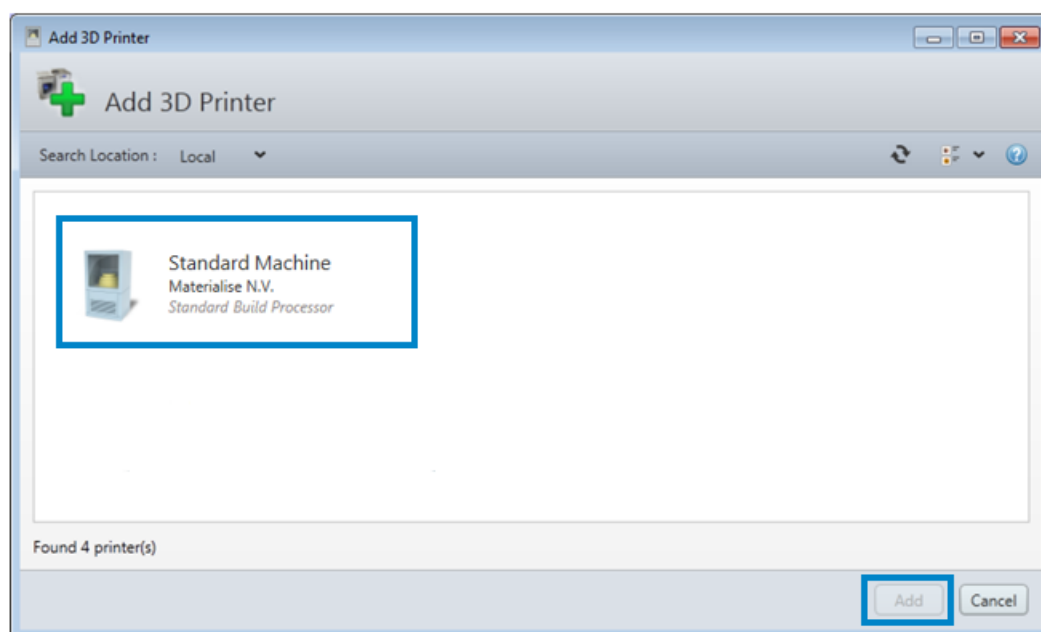 Add 3D Printer
Add 3D Printer
Search Location : Local
Standard Machine
Materialise N.V.
Standard Build Processor
Found 4 printer(s)
Add Cancel